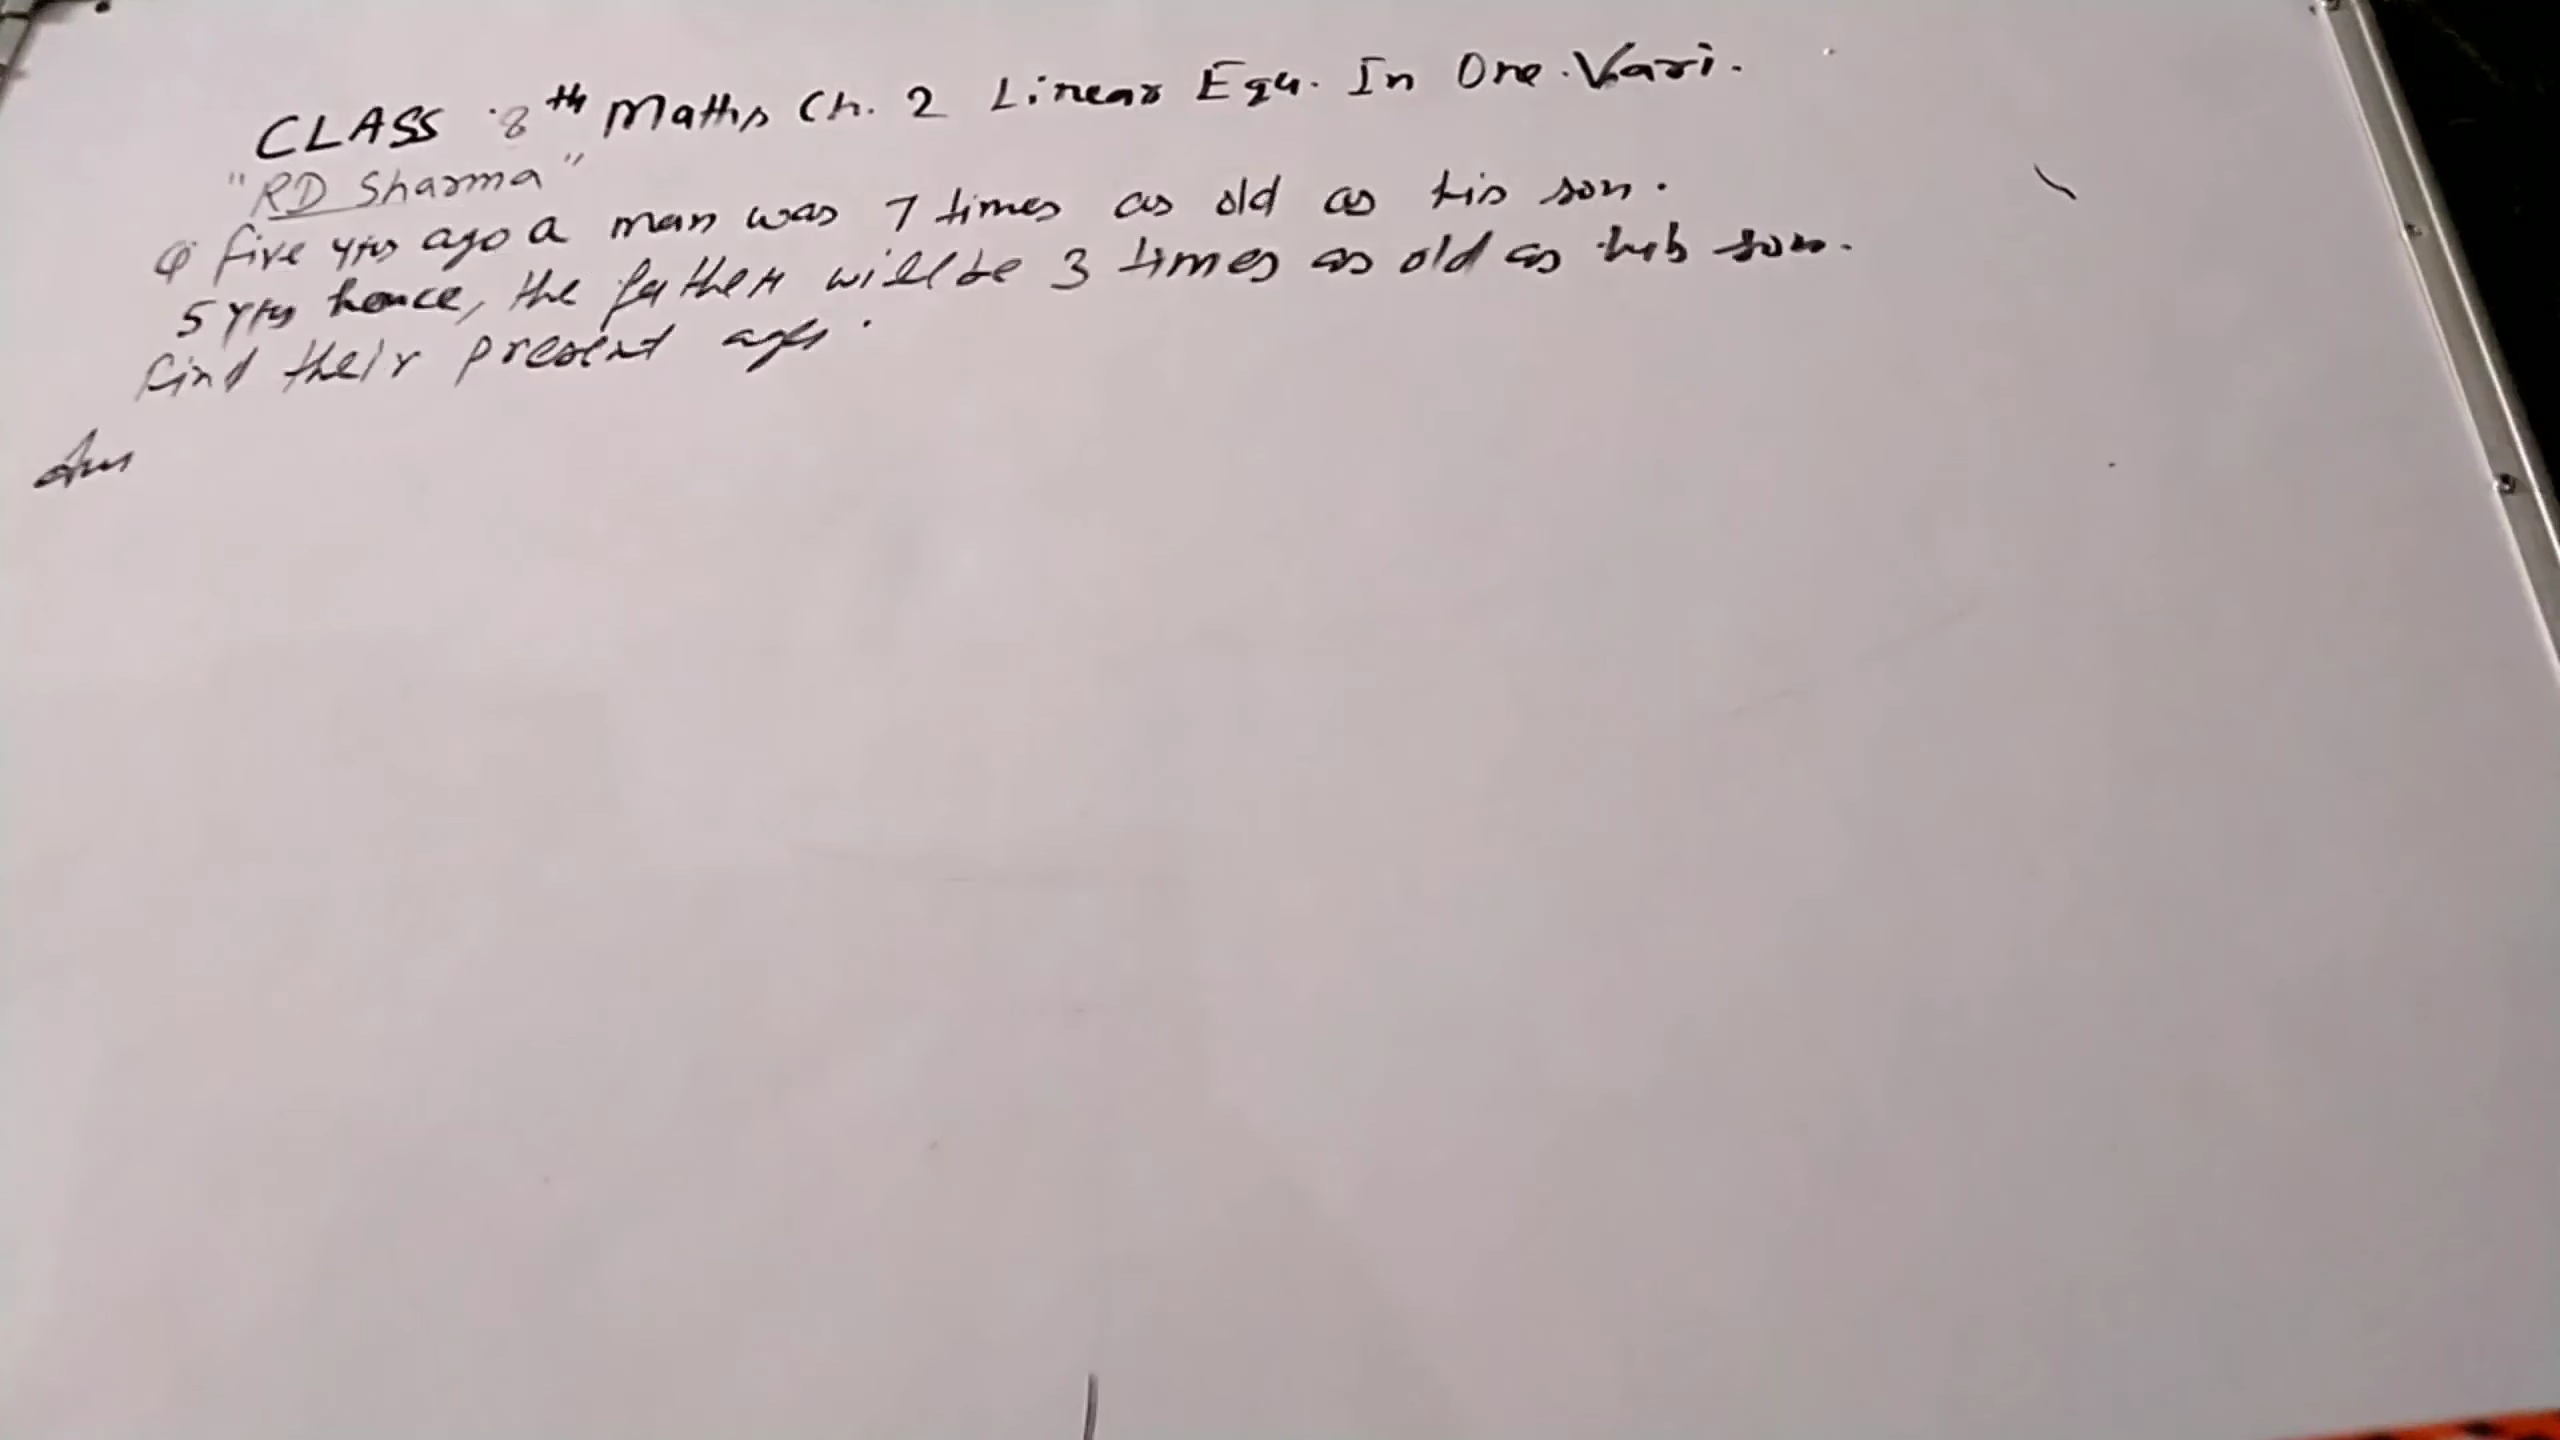 CLASS 8th Maths Ch. 2 Linear Equ. In One Vari.
"RD Sharma"
Q five yrs ago a man was 7 times as old as his son.
5 yrs hence, the father will be 3 times as old as his son.
find their present ages.
Ans